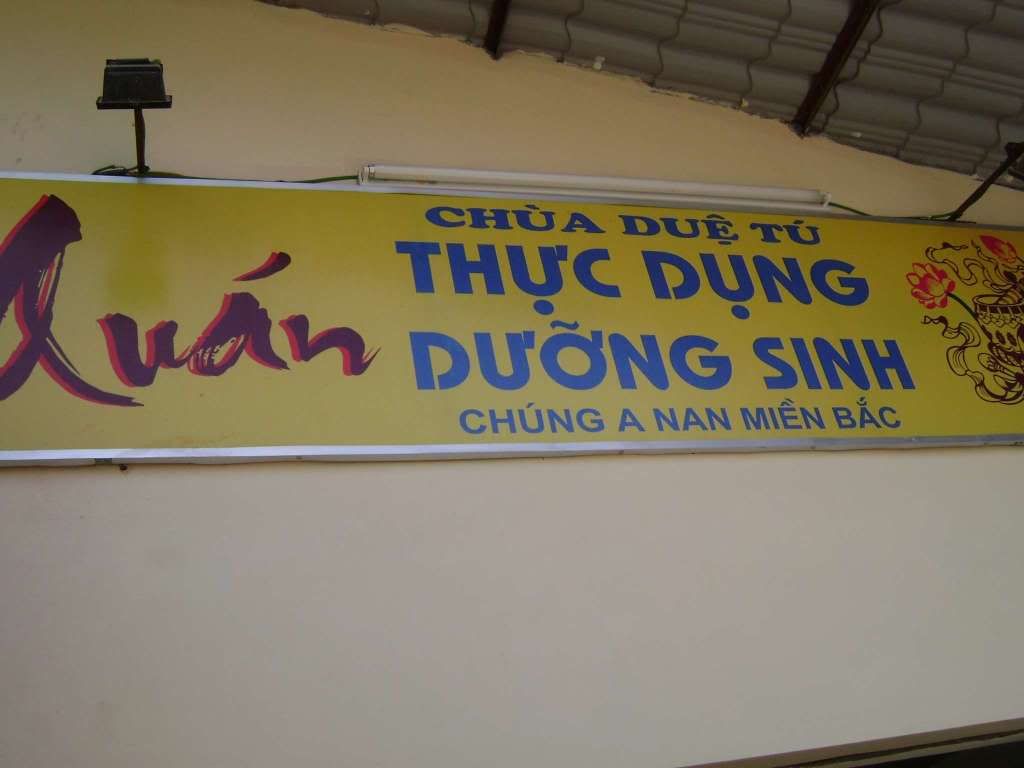 Quán
CHÙA DUỆ TÚ
THỰC DỤNG
DƯỠNG SINH
CHÚNG A NAN MIỀN BẮC